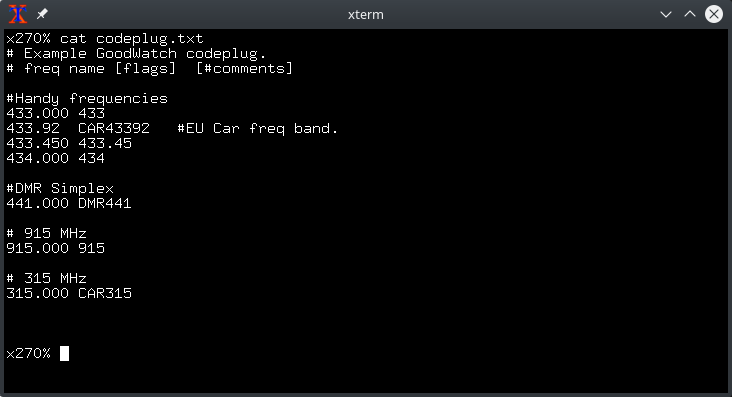 xterm
x270% cat codeplug.txt
# Example GoodWatch codeplug.
# freq name [flags]  [#comments]
#Handy frequencies
433.000 433
433.92  CAR43392   #EU Car freq band.
433.450 433.45
434.000 434
#DMR Simplex
441.000 DMR441
# 915 MHz
915.000 915
# 315 MHz
315.000 CAR315
x270%